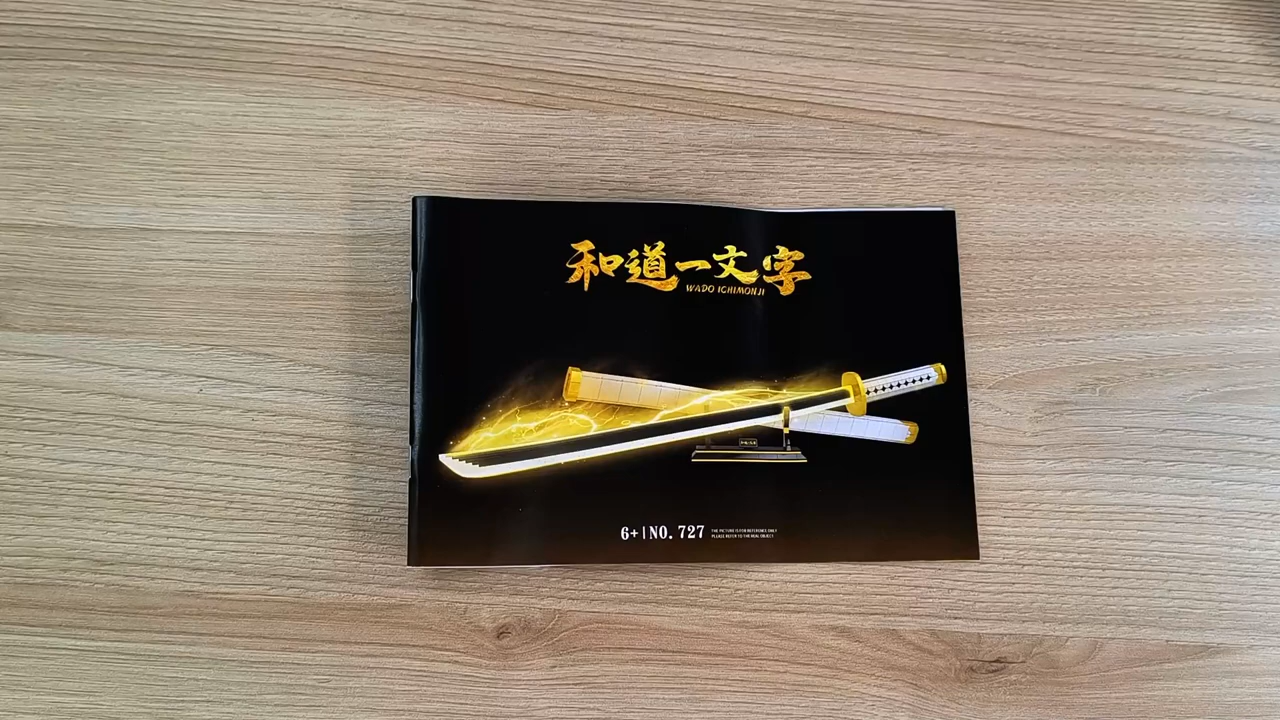 和道一文字
WADO ICHIMONJI
6+ | NO. 727
THE PICTURE IS FOR REFERENCE ONLY
PLEASE REFER TO THE REAL OBJECT